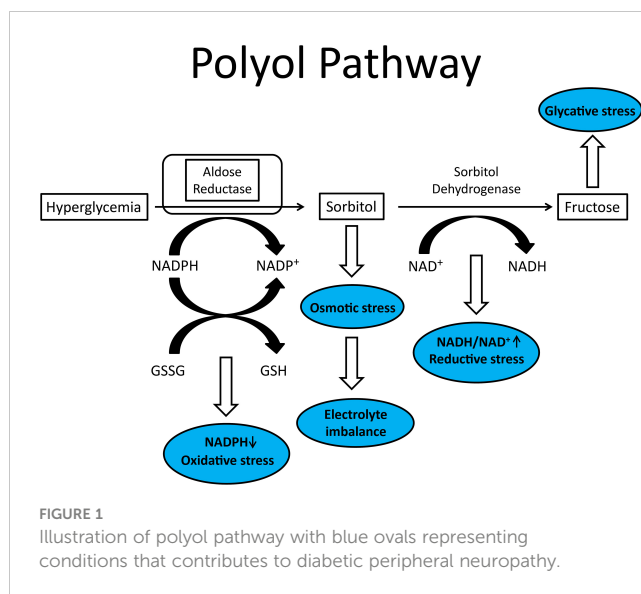 Polyol Pathway
Glycative stress
Aldose
Reductase
Sorbitol
Dehydrogenase
Hyperglycemia
Sorbitol
Fructose
NADPH
NADP⁺
NAD⁺
NADH
Osmotic stress
NADH/NAD⁺↑
Reductive stress
GSSG
GSH
Electrolyte
imbalance
NADPH↓
Oxidative stress
FIGURE 1
Illustration of polyol pathway with blue ovals representing
conditions that contributes to diabetic peripheral neuropathy.